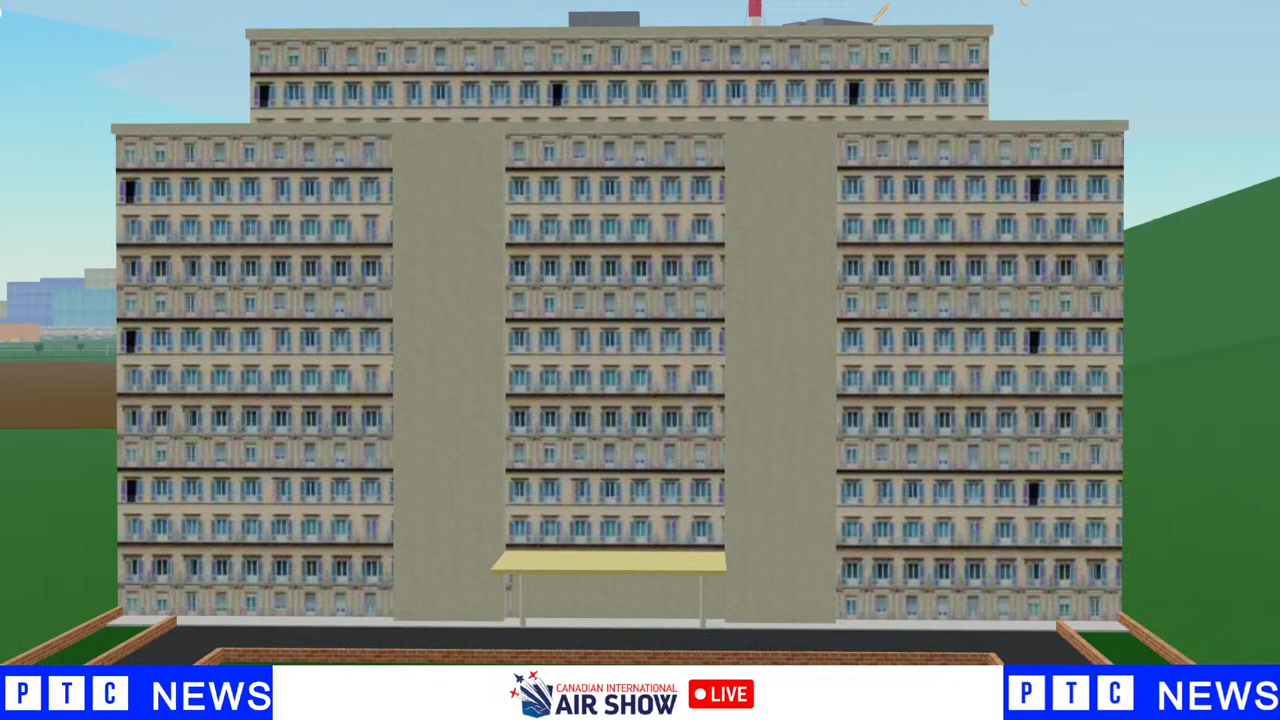 PTC NEWS
CANADIAN INTERNATIONAL
AIR SHOW
LIVE
PTC NEWS